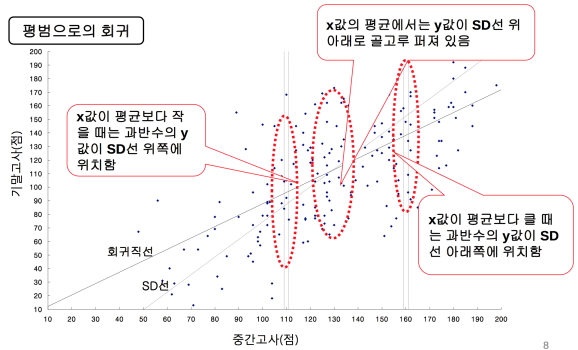 평범으로의 회귀
x값의 평균에서는 y값이 SD선 위
아래로 골고루 퍼져 있음
x값이 평균보다 작
을 때는 과반수의 y
값이 SD선 위쪽에
위치함
x값이 평균보다 클 때
는 과반수의 y값이 SD
선 아래쪽에 위치함
기말고사(점)
200
190
180
170
160
150
140
130
120
110
100
90
80
70
60
50
40
30
20
10
회귀직선
SD선
10 20 30 40 50 60 70 80 90 100 110 120 130 140 150 160 170 180 190 200
중간고사(점)
8